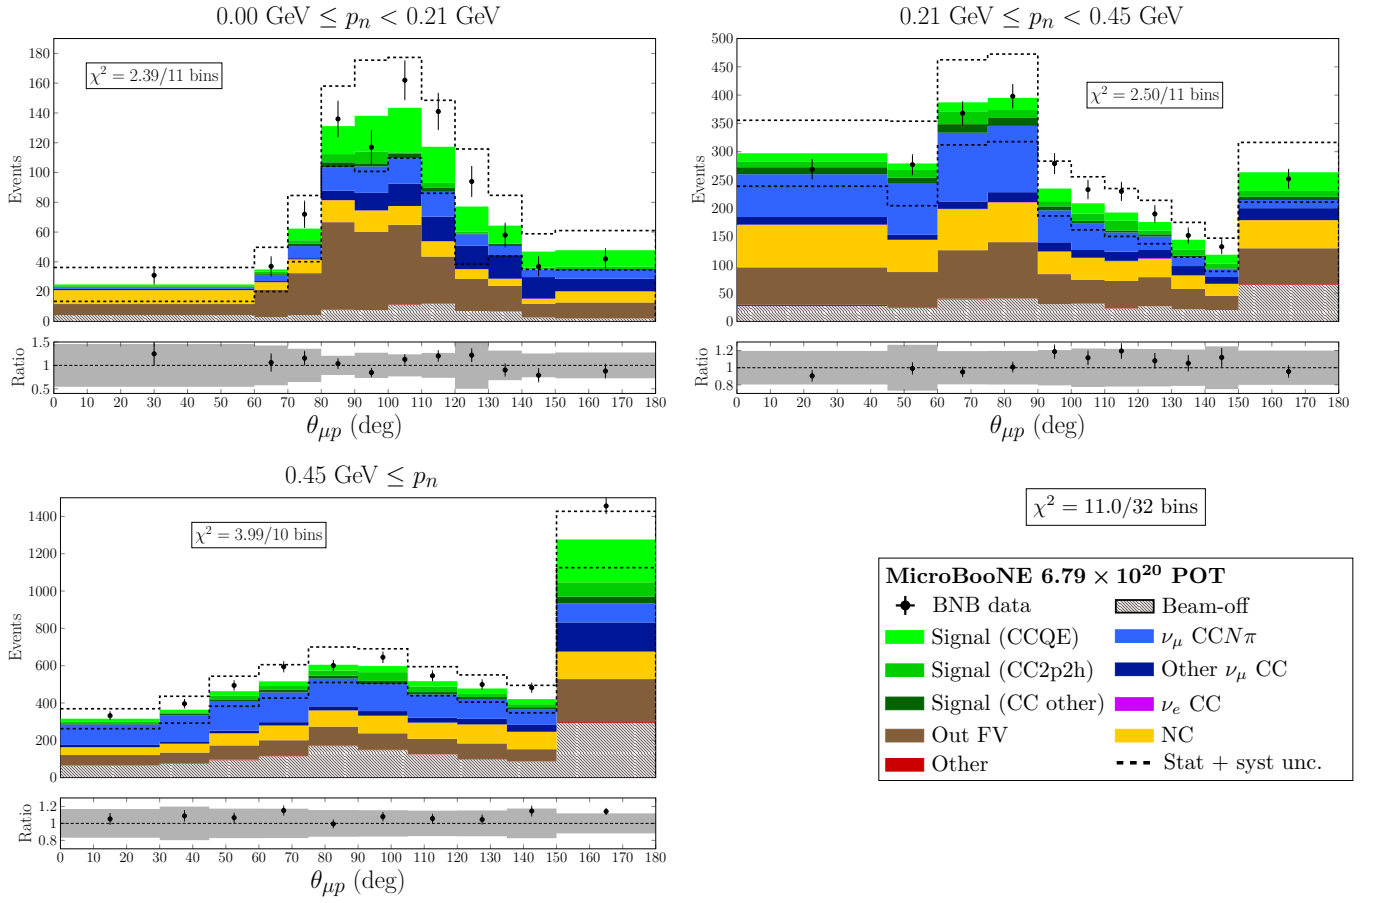 0.00 GeV ≤ pₙ < 0.21 GeV
χ² = 2.39/11 bins
Events
0 20 40 60 80 100 120 140 160 180
Ratio
0.5 1 1.5
0 10 20 30 40 50 60 70 80 90 100 110 120 130 140 150 160 170 180
θμp (deg)
0.21 GeV ≤ pₙ < 0.45 GeV
χ² = 2.50/11 bins
Events
0 50 100 150 200 250 300 350 400 450 500
Ratio
0.8 1 1.2
0 10 20 30 40 50 60 70 80 90 100 110 120 130 140 150 160 170 180
θμp (deg)
0.45 GeV ≤ pₙ
χ² = 3.99/10 bins
Events
0 200 400 600 800 1000 1200 1400
Ratio
0.8 1 1.2
0 10 20 30 40 50 60 70 80 90 100 110 120 130 140 150 160 170 180
θμp (deg)
χ² = 11.0/32 bins
MicroBooNE 6.79 × 10²⁰ POT
BNB data
Beam-off
Signal (CCQE)
νμ CCNπ
Signal (CC2p2h)
Other νμ CC
Signal (CC other)
νe CC
Out FV
NC
Other
Stat + syst unc.